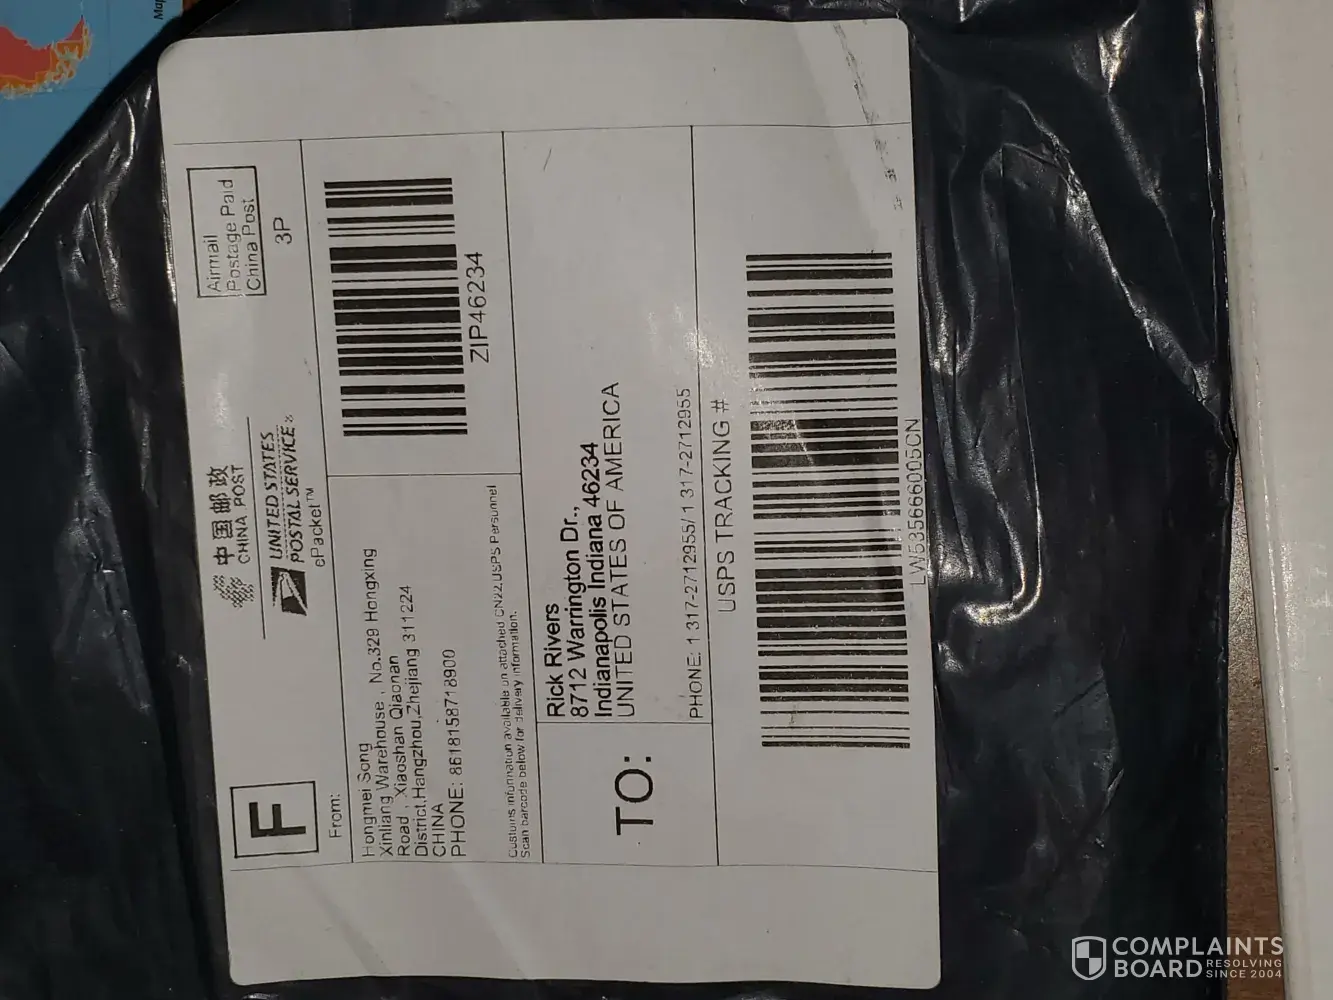 Map
F
中国邮政
CHINA POST
UNITED STATES
POSTAL SERVICE®
ePacket™
Airmail
Postage Paid
China Post
3P
From:
Hongmei Song
Xinliang Warehouse , No.329 Hongxing
Road , Xiaoshan Qiaonan
District,Hangzhou,Zhejiang 311224
CHINA
PHONE: 8618158718900
Customs information available on attached CN22,USPS Personnel
Scan barcode below for delivery information.
ZIP46234
TO:
Rick Rivers
8712 Warrington Dr.,
Indianapolis Indiana 46234
UNITED STATES OF AMERICA
PHONE: 1 317-2712955/ 1 317-2712955
USPS TRACKING #
LW535666005CN
COMPLAINTS
BOARD RESOLVING
SINCE 2004